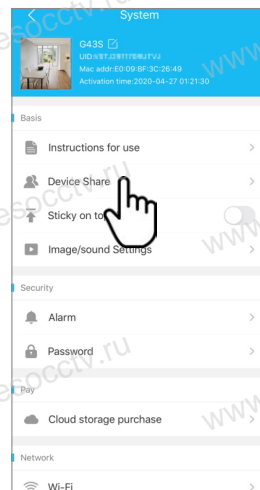 System
G43S
Mac addr:E0:09:BF:3C:26:49
Activation time:2020-04-27 01:21:30
Basis
Instructions for use
Device Share
Sticky on to
Image/sound Settings
Security
Alarm
Password
Pay
Cloud storage purchase
Network
Wi-Fi